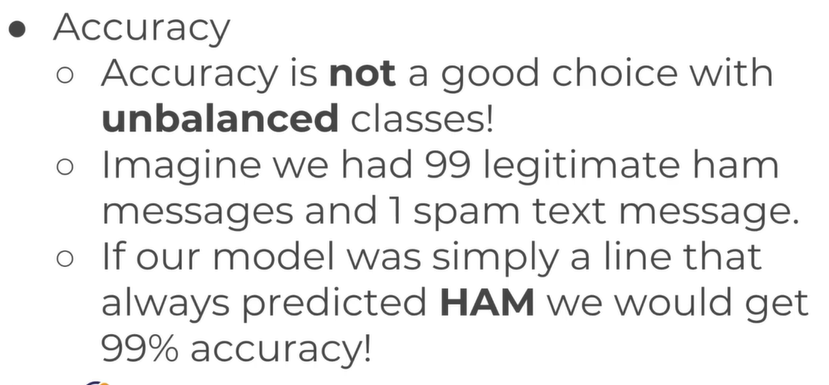 ● Accuracy
○ Accuracy is not a good choice with
unbalanced classes!
○ Imagine we had 99 legitimate ham
messages and 1 spam text message.
○ If our model was simply a line that
always predicted HAM we would get
99% accuracy!